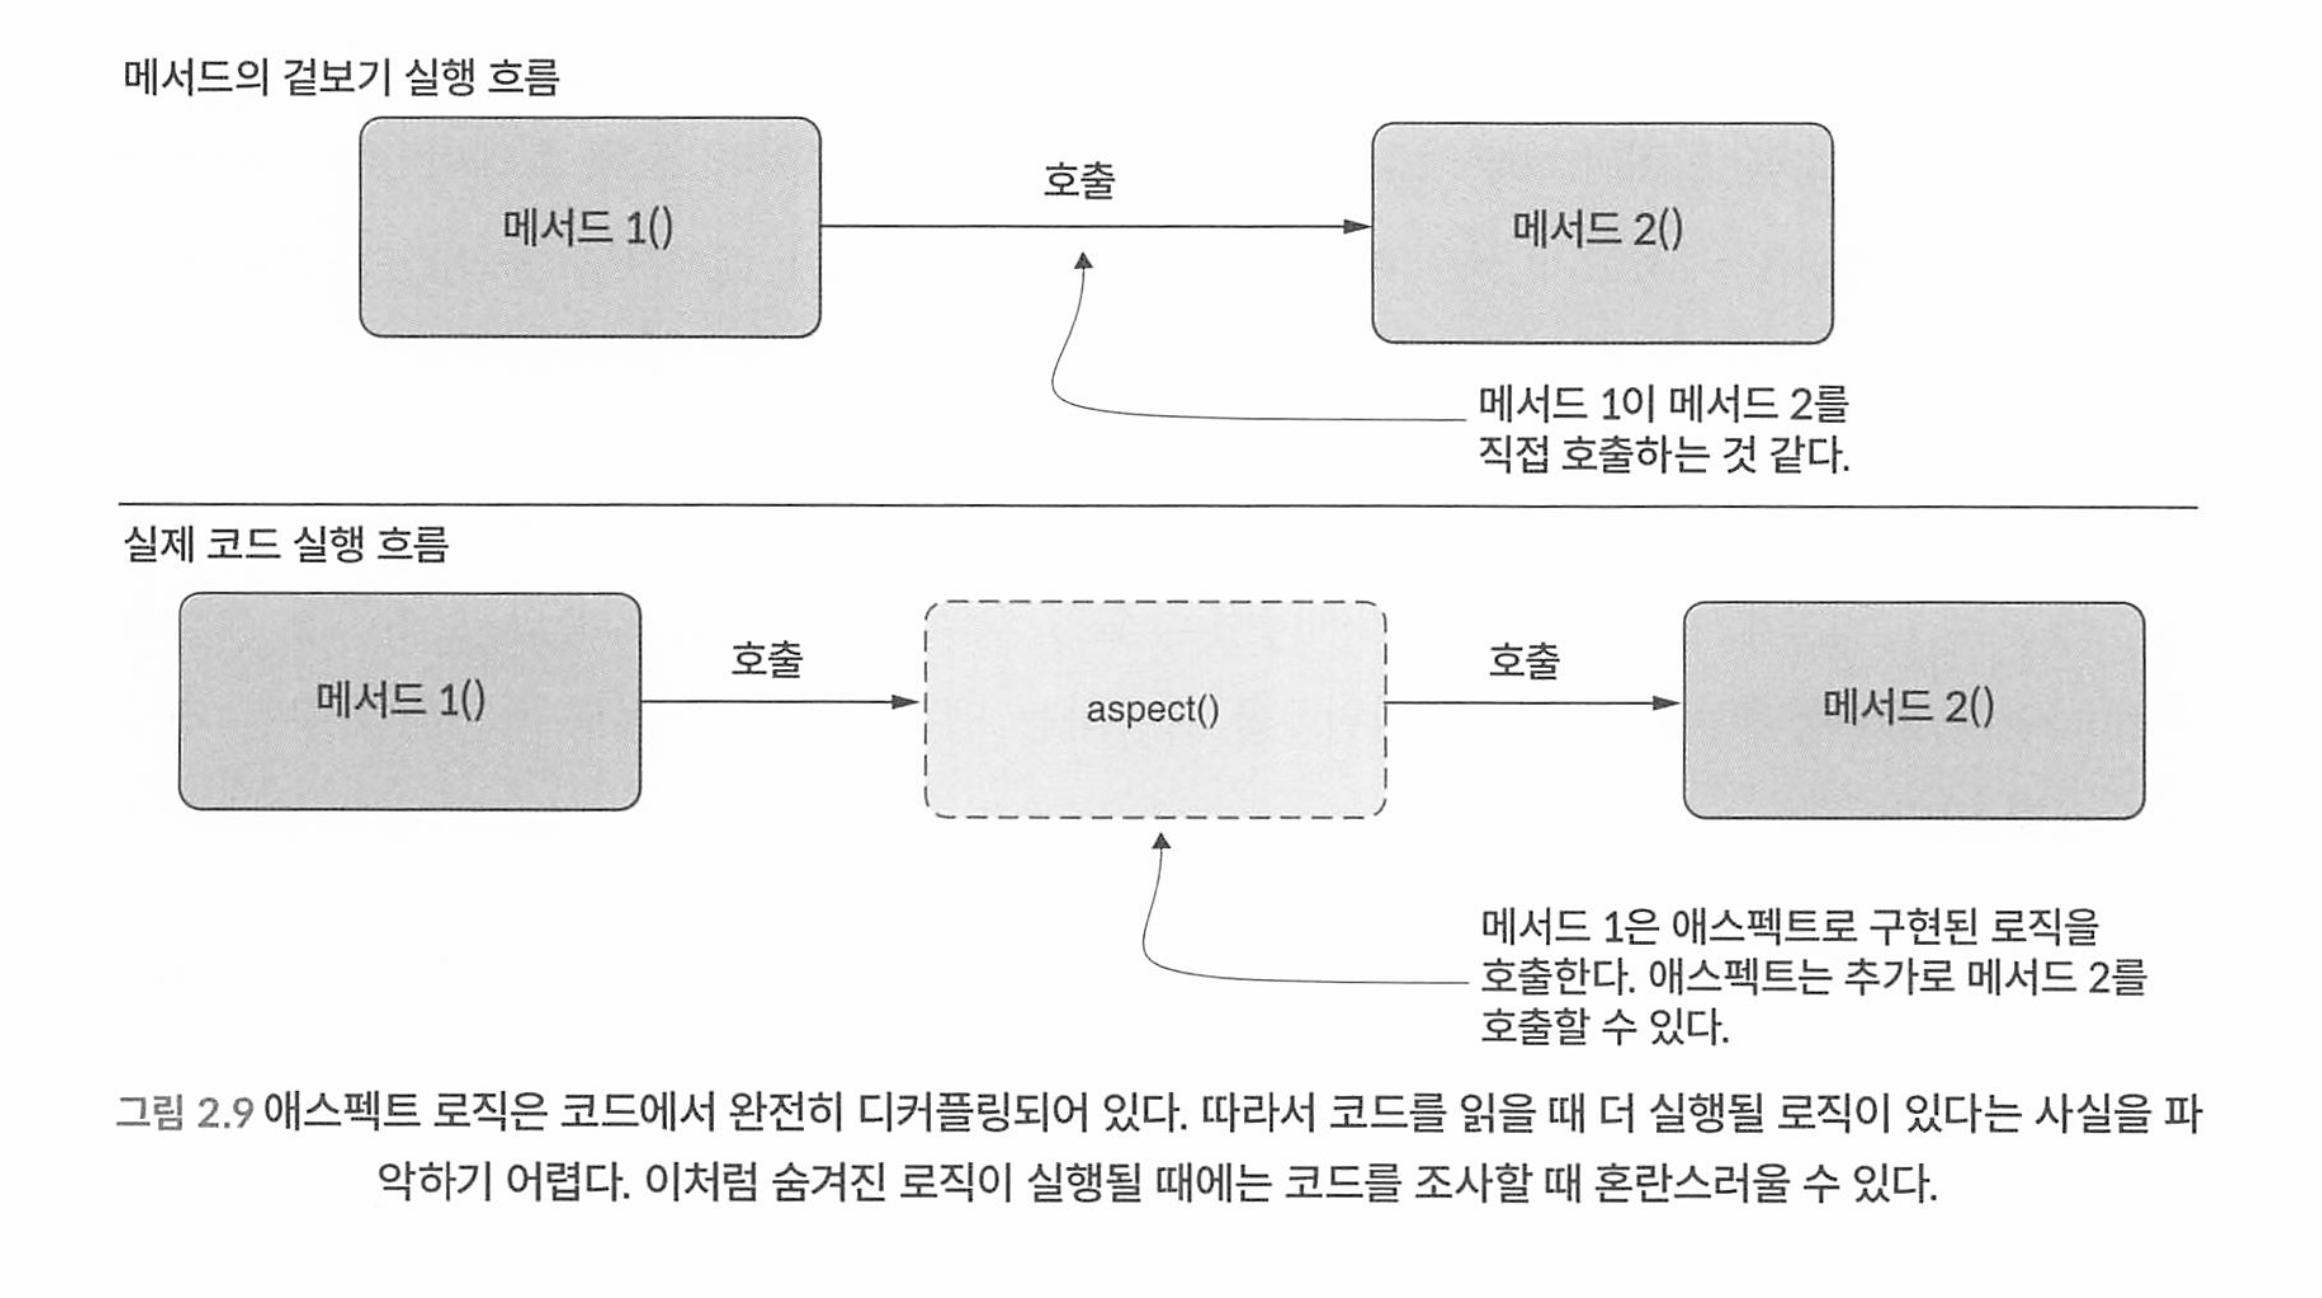 메서드의 겉보기 실행 흐름
메서드 1()
호출
메서드 2()
메서드 1이 메서드 2를
직접 호출하는 것 같다.
실제 코드 실행 흐름
메서드 1()
호출
aspect()
호출
메서드 2()
메서드 1은 애스펙트로 구현된 로직을
호출한다. 애스펙트는 추가로 메서드 2를
호출할 수 있다.
그림 2.9 애스펙트 로직은 코드에서 완전히 디커플링되어 있다. 따라서 코드를 읽을 때 더 실행될 로직이 있다는 사실을 파
악하기 어렵다. 이처럼 숨겨진 로직이 실행될 때에는 코드를 조사할 때 혼란스러울 수 있다.